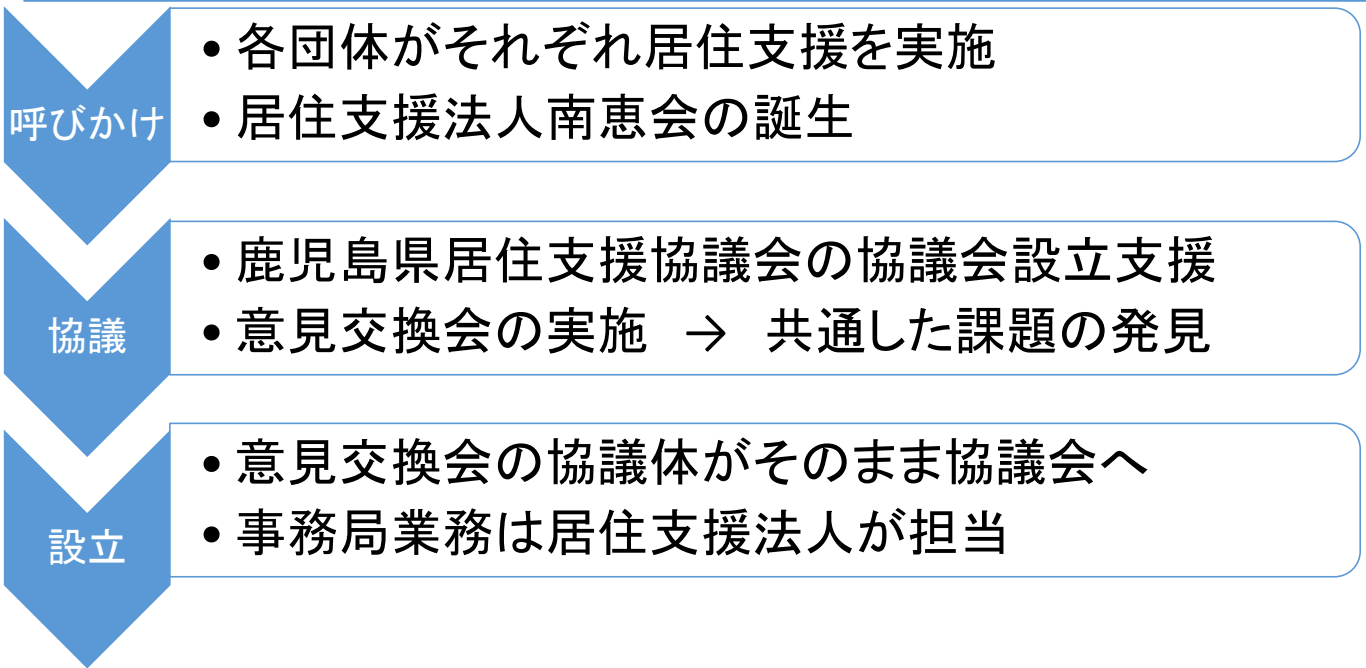 呼びかけ
• 各団体がそれぞれ居住支援を実施
• 居住支援法人南恵会の誕生
協議
• 鹿児島県居住支援協議会の協議会設立支援
• 意見交換会の実施 → 共通した課題の発見
設立
• 意見交換会の協議体がそのまま協議会へ
• 事務局業務は居住支援法人が担当